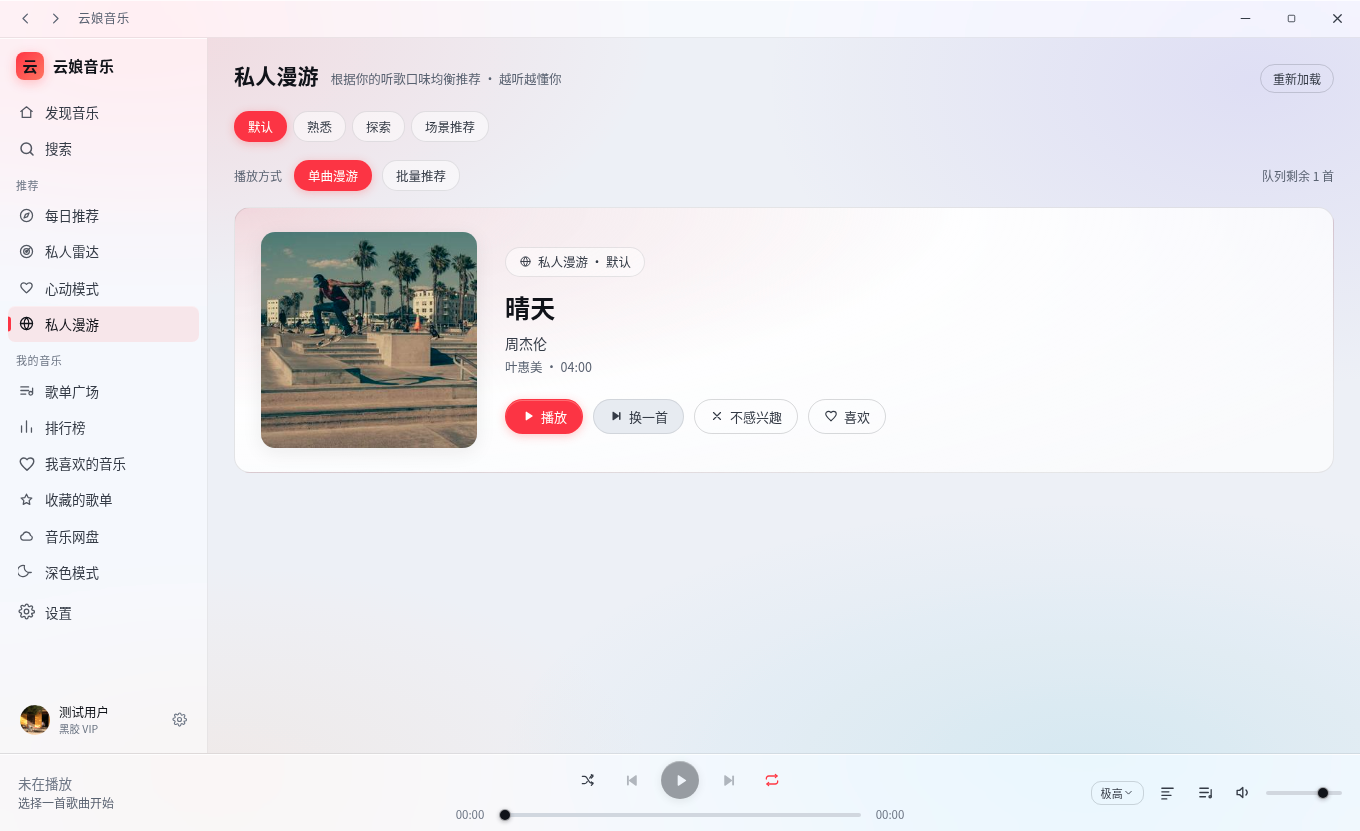 云娘音乐
云 云娘音乐
发现音乐
搜索
推荐
每日推荐
私人雷达
心动模式
私人漫游
我的音乐
歌单广场
排行榜
我喜欢的音乐
收藏的歌单
音乐网盘
深色模式
设置
测试用户
黑胶 VIP
私人漫游 根据你的听歌口味均衡推荐 · 越听越懂你
重新加载
默认 熟悉 探索 场景推荐
播放方式 单曲漫游 批量推荐
队列剩余 1 首
私人漫游 · 默认
晴天
周杰伦
叶惠美 · 04:00
播放 换一首 不感兴趣 喜欢
未在播放
选择一首歌曲开始
00:00 00:00
极高